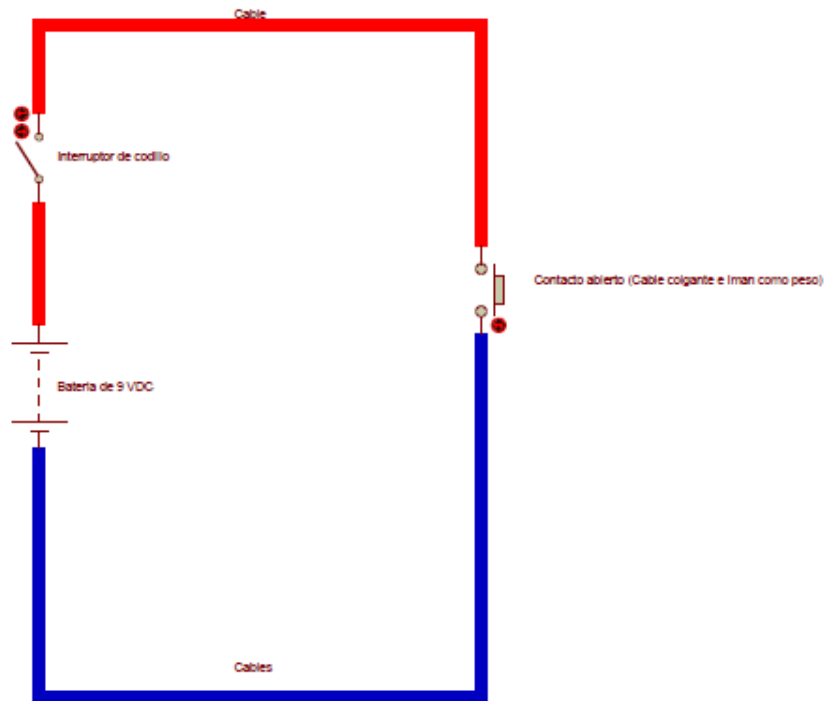 Cable
Interruptor de codillo
Contacto abierto (Cable colgante e Iman como peso)
Bateria de 9 VDC
Cables